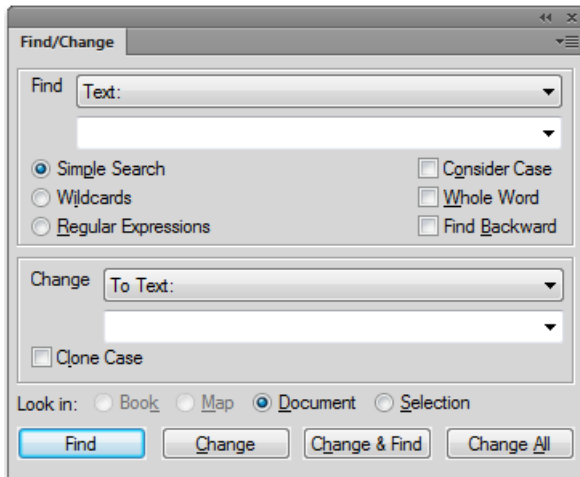 Find/Change
Find Text:
Simple Search Consider Case
Wildcards Whole Word
Regular Expressions Find Backward
Change To Text:
Clone Case
Look in: Book Map Document Selection
Find Change Change & Find Change All